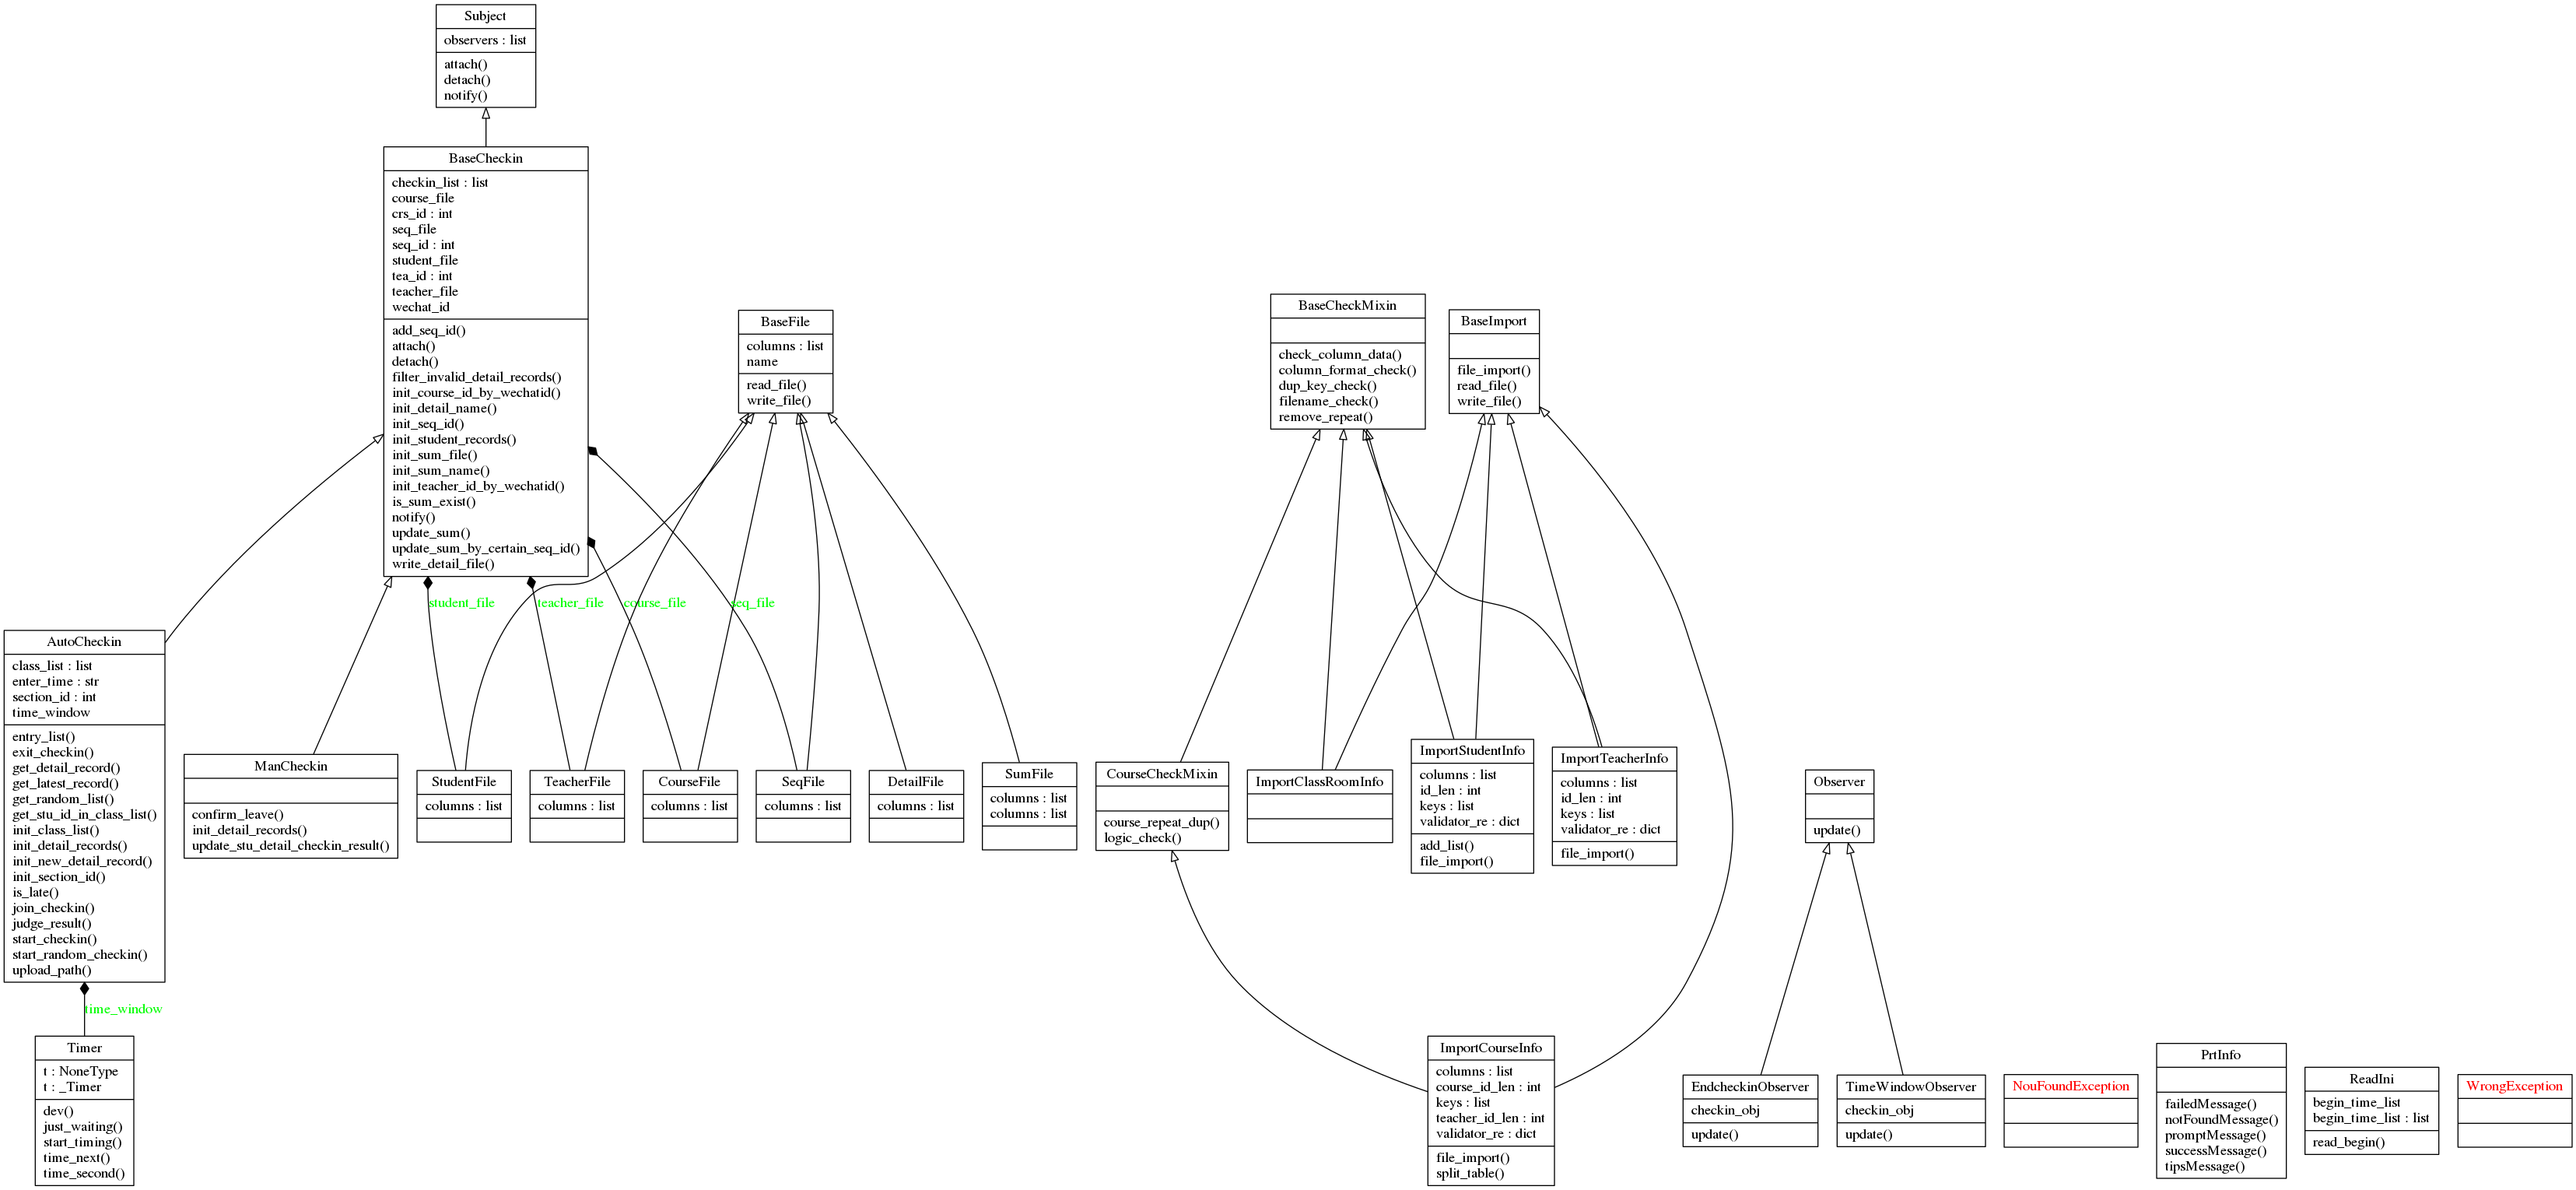 Subject
observers : list
attach()
detach()
notify()
BaseCheckin
checkin_list : list
course_file
crs_id : int
seq_file
seq_id : int
student_file
tea_id : int
teacher_file
wechat_id
add_seq_id()
attach()
detach()
filter_invalid_detail_records()
init_course_id_by_wechatid()
init_detail_name()
init_seq_id()
init_student_records()
init_sum_file()
init_sum_name()
init_teacher_id_by_wechatid()
is_sum_exist()
notify()
update_sum()
update_sum_by_certain_seq_id()
write_detail_file()
BaseFile
columns : list
name
read_file()
write_file()
BaseCheckMixin
check_column_data()
column_format_check()
dup_key_check()
filename_check()
remove_repeat()
BaseImport
file_import()
read_file()
write_file()
student_file
teacher_file
course_file
seq_file
AutoCheckin
class_list : list
enter_time : str
section_id : int
time_window
entry_list()
exit_checkin()
get_detail_record()
get_latest_record()
get_random_list()
get_stu_id_in_class_list()
init_class_list()
init_detail_records()
init_new_detail_record()
init_section_id()
is_late()
join_checkin()
judge_result()
start_checkin()
start_random_checkin()
upload_path()
ManCheckin
confirm_leave()
init_detail_records()
update_stu_detail_checkin_result()
StudentFile
columns : list
TeacherFile
columns : list
CourseFile
columns : list
SeqFile
columns : list
DetailFile
columns : list
SumFile
columns : list
columns : list
CourseCheckMixin
course_repeat_dup()
logic_check()
ImportClassRoomInfo
ImportStudentInfo
columns : list
id_len : int
keys : list
validator_re : dict
add_list()
file_import()
ImportTeacherInfo
columns : list
id_len : int
keys : list
validator_re : dict
file_import()
Observer
update()
time_window
Timer
t : NoneType
t : _Timer
dev()
just_waiting()
start_timing()
time_next()
time_second()
ImportCourseInfo
columns : list
course_id_len : int
keys : list
teacher_id_len : int
validator_re : dict
file_import()
split_table()
EndcheckinObserver
checkin_obj
update()
TimeWindowObserver
checkin_obj
update()
NouFoundException
PrtInfo
failedMessage()
notFoundMessage()
promptMessage()
successMessage()
tipsMessage()
ReadIni
begin_time_list
begin_time_list : list
read_begin()
WrongException